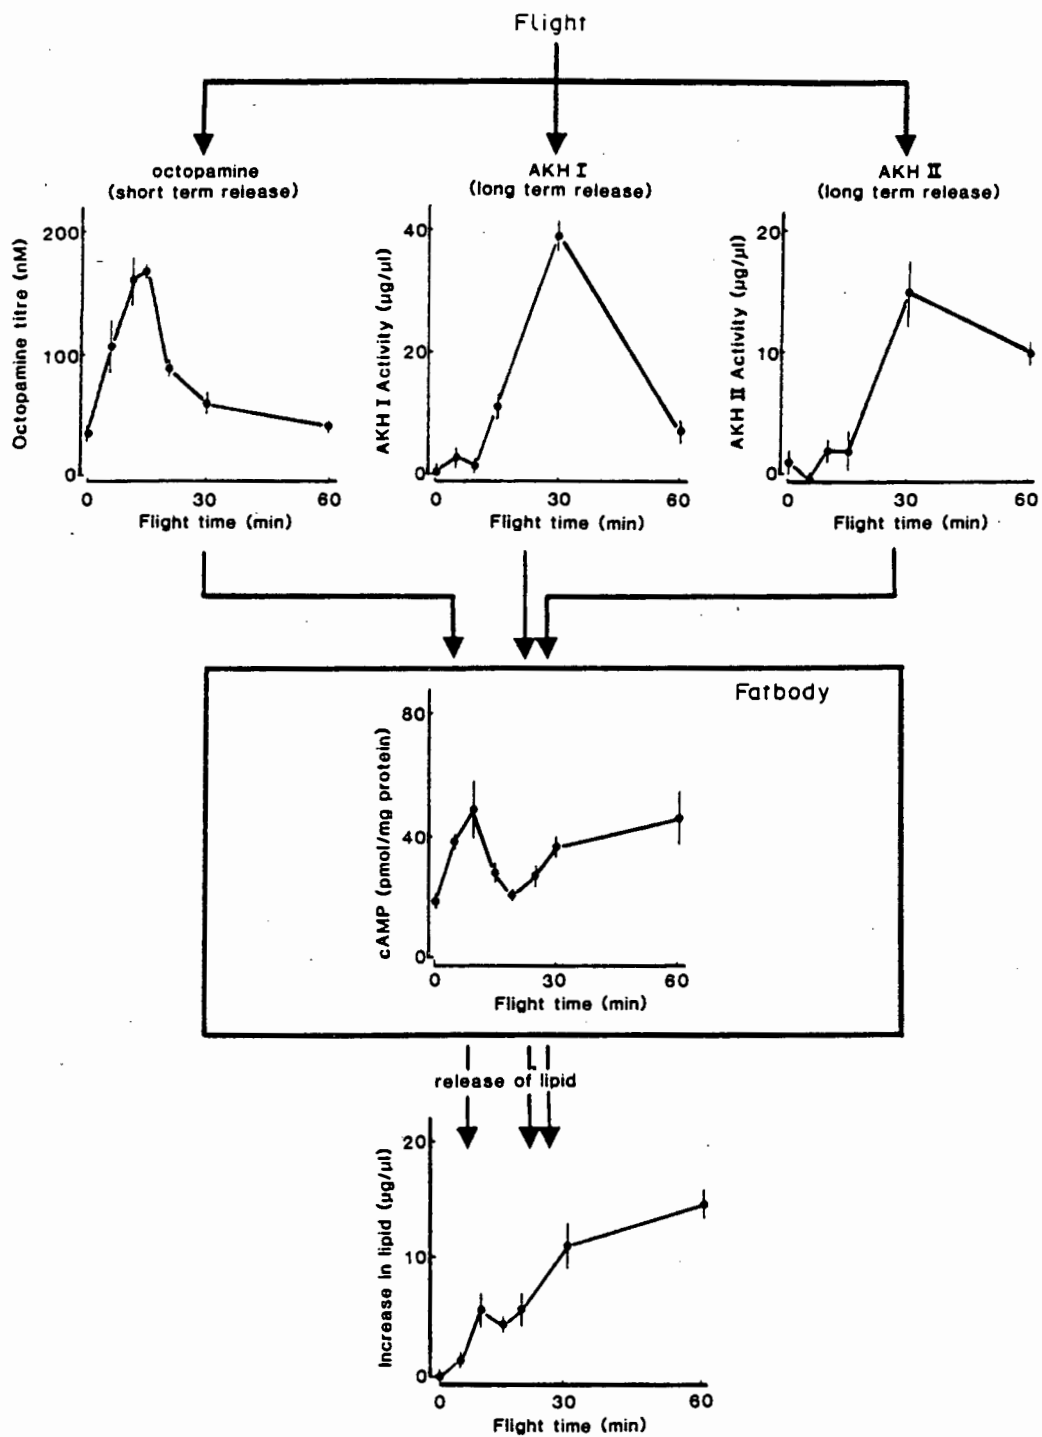 Flight
octopamine
(short term release)
AKH I
(long term release)
AKH II
(long term release)
Octopamine titre (nM)
200
100
0
0
30
60
Flight time (min)
AKH I Activity (µg/µl)
40
20
0
0
30
60
Flight time (min)
AKH II Activity (µg/µl)
20
10
0
0
30
60
Flight time (min)
Fatbody
cAMP (pmol/mg protein)
80
40
0
0
30
60
Flight time (min)
release of lipid
Increase in lipid (µg/µl)
20
10
0
0
30
60
Flight time (min)